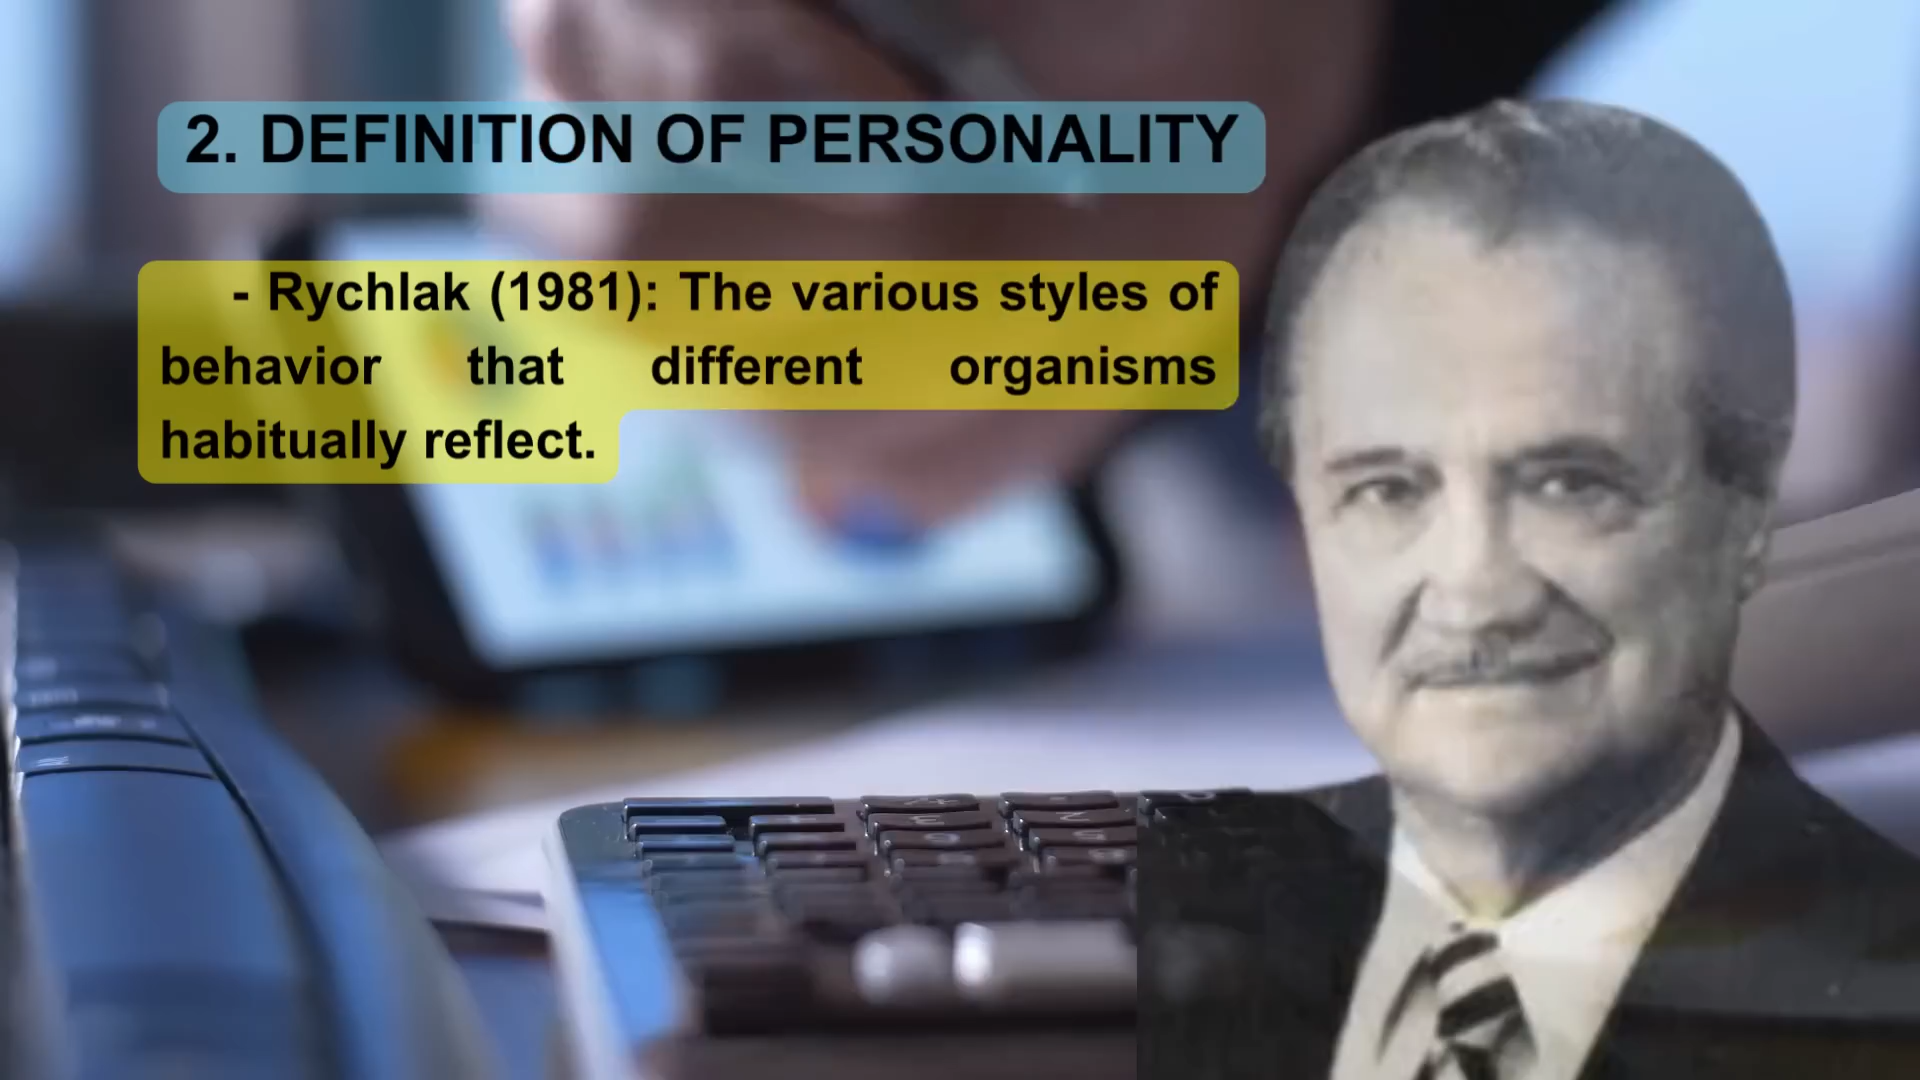 2. DEFINITION OF PERSONALITY
- Rychlak (1981): The various styles of
behavior that different organisms
habitually reflect.